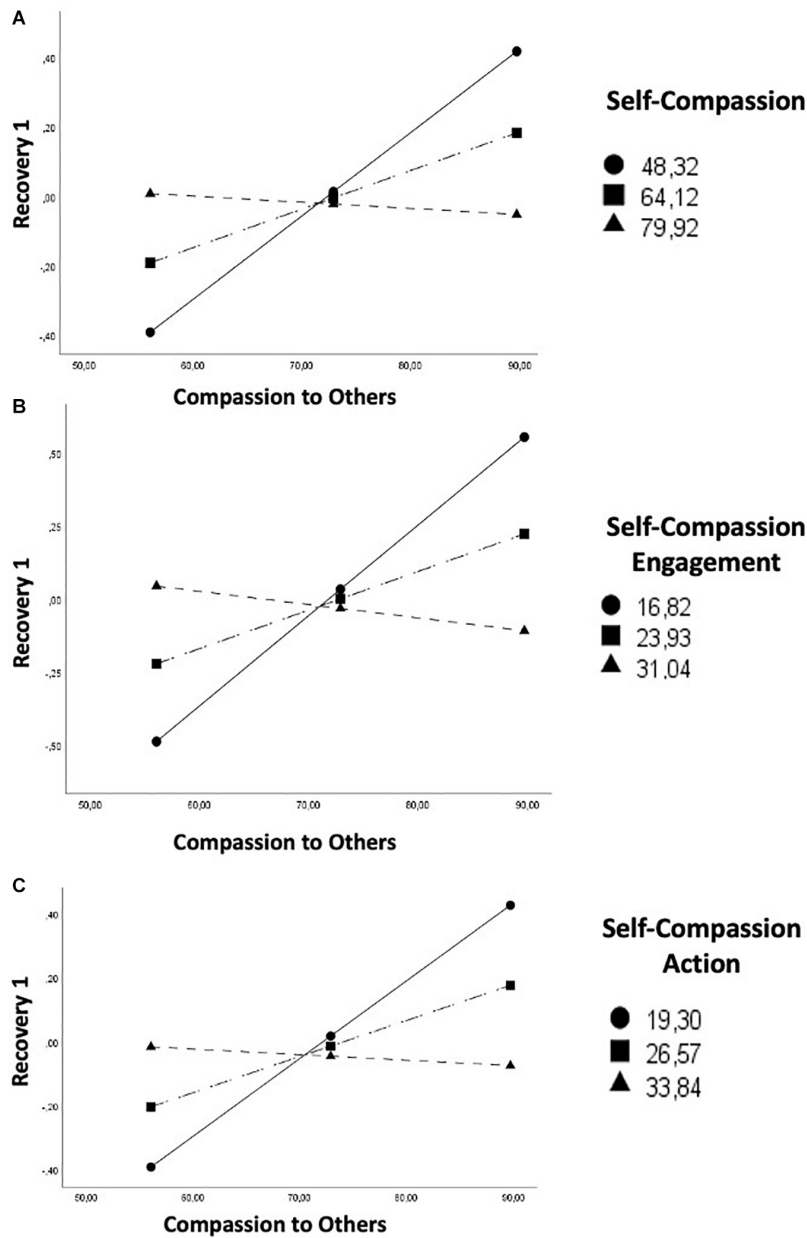 A
,40
,20
,00
-,20
-,40
Recovery 1
50,00 60,00 70,00 80,00 90,00
Compassion to Others
Self-Compassion
48,32
64,12
79,92
B
,50
,25
,00
-,25
-,50
Recovery 1
50,00 60,00 70,00 80,00 90,00
Compassion to Others
Self-Compassion
Engagement
16,82
23,93
31,04
C
,40
,20
,00
-,20
-,40
Recovery 1
50,00 60,00 70,00 80,00 90,00
Compassion to Others
Self-Compassion
Action
19,30
26,57
33,84